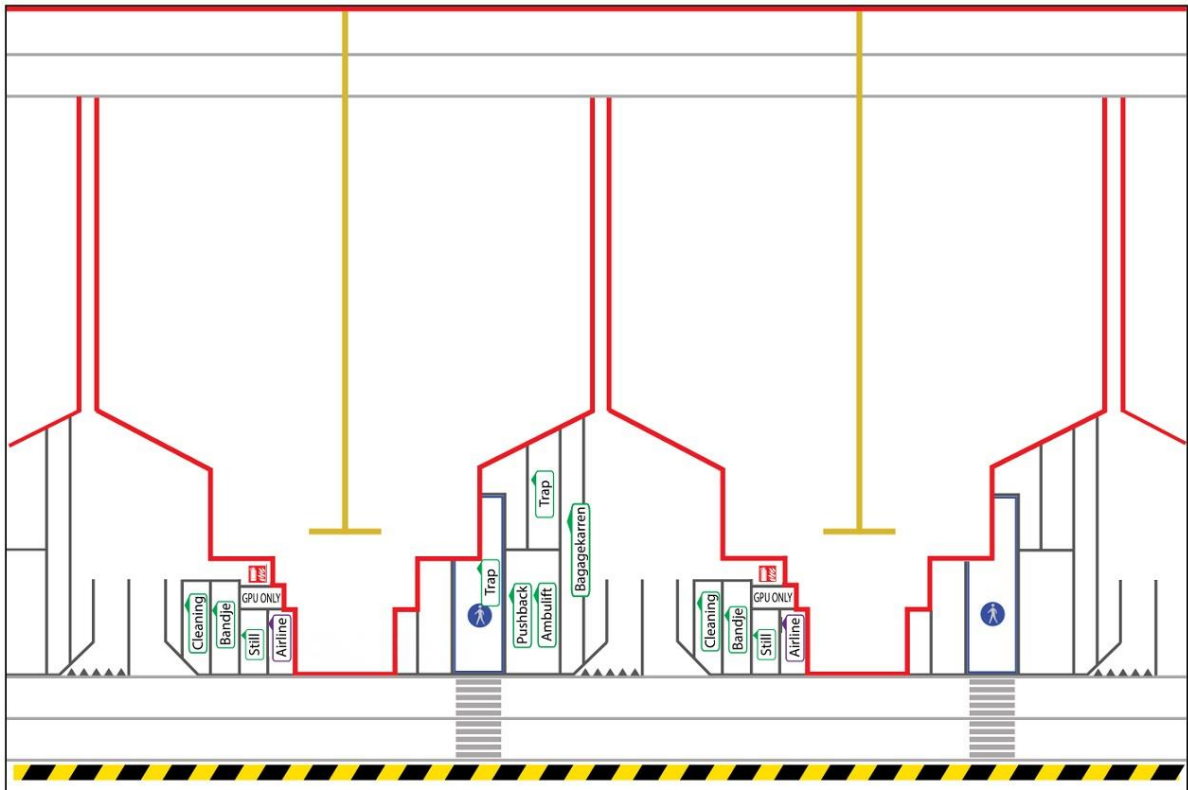 Trap
Bagagekarren
GPU ONLY
Cleaning
Bandje
Still
Airline
Trap
Pushback
Ambulift
GPU ONLY
Cleaning
Bandje
Still
Airline